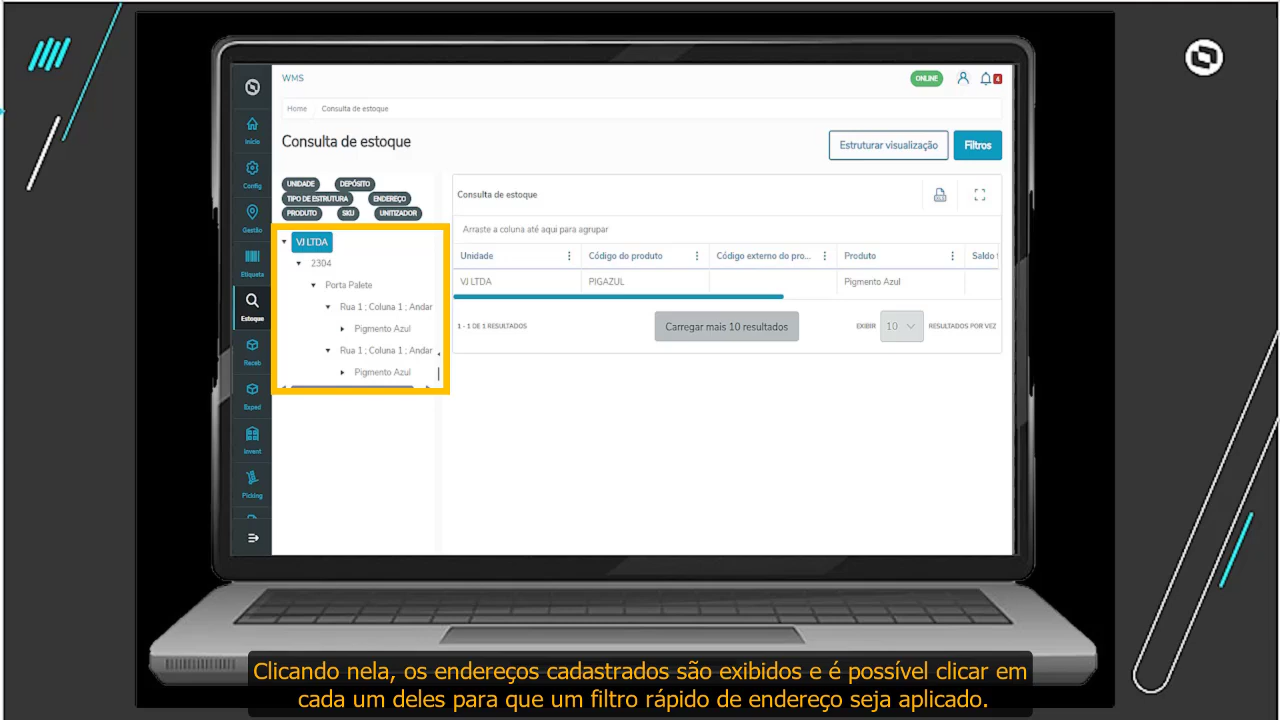 WMS
ONLINE
4
Home
Consulta de estoque
Consulta de estoque
Estruturar visualização
Filtros
Início
Config
Gestão
Etiqueta
Estoque
Receb
Exped
Invent
Picking
UNIDADE
DEPÓSITO
TIPO DE ESTRUTURA
ENDEREÇO
PRODUTO
SKU
UNITIZADOR
VJ LTDA
2304
Porta Palete
Rua 1 ; Coluna 1 ; Andar
Pigmento Azul
Rua 1 ; Coluna 1 ; Andar
Pigmento Azul
Consulta de estoque
Arraste a coluna até aqui para agrupar
Unidade
Código do produto
Código externo do pro...
Produto
Saldo
VJ LTDA
PIGAZUL
Pigmento Azul
1 - 1 DE 1 RESULTADOS
Carregar mais 10 resultados
EXIBIR
10
RESULTADOS POR VEZ
Clicando nela, os endereços cadastrados são exibidos e é possível clicar em
cada um deles para que um filtro rápido de endereço seja aplicado.